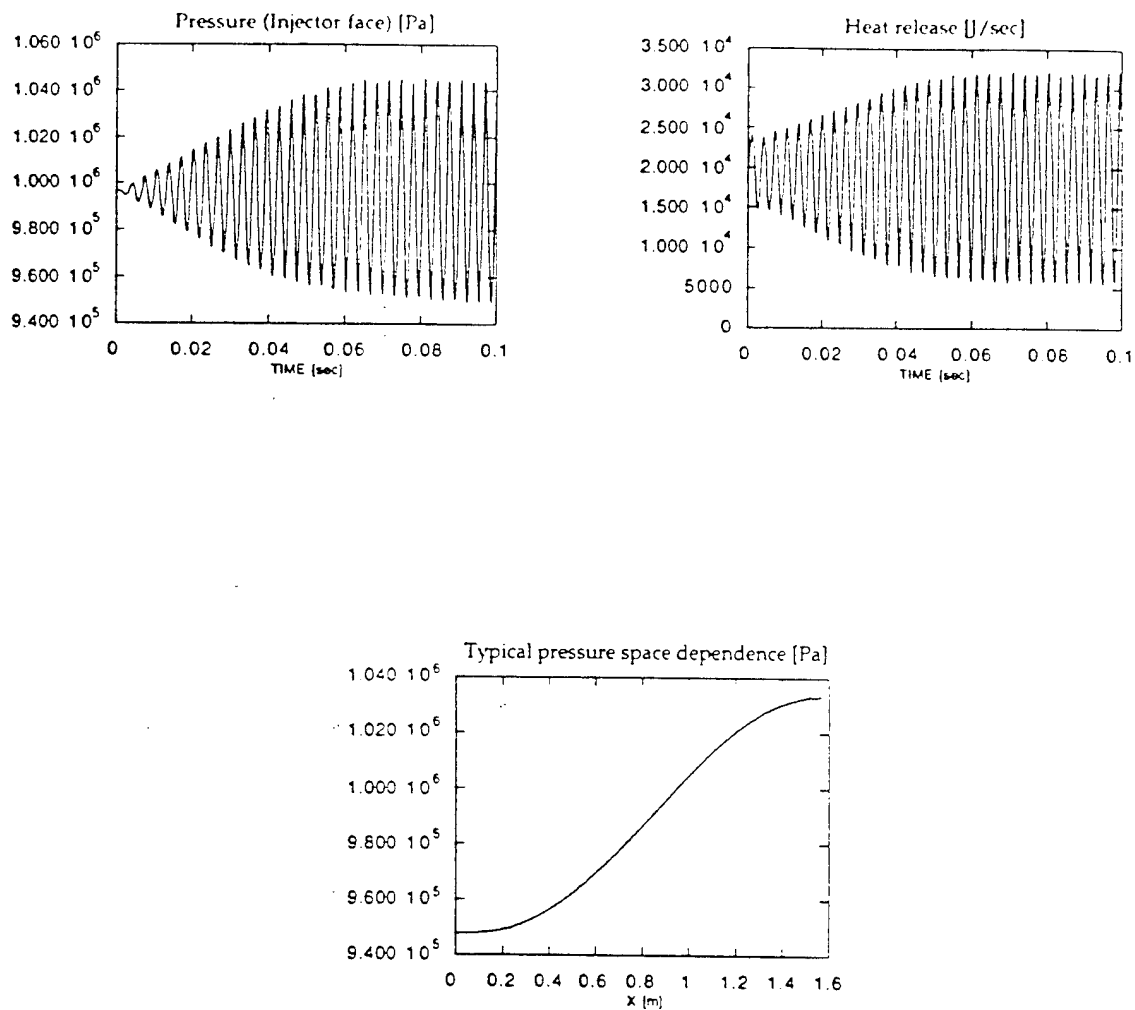 Pressure (Injector face) [Pa]
1.060 10^6
1.040 10^6
1.020 10^6
1.000 10^6
9.800 10^5
9.600 10^5
9.400 10^5
0 0.02 0.04 0.06 0.08 0.1
TIME [sec]
Heat release [J/sec]
3.500 10^4
3.000 10^4
2.500 10^4
2.000 10^4
1.500 10^4
1.000 10^4
5000
0
0 0.02 0.04 0.06 0.08 0.1
TIME [sec]
Typical pressure space dependence [Pa]
1.040 10^6
1.020 10^6
1.000 10^6
9.800 10^5
9.600 10^5
9.400 10^5
0 0.2 0.4 0.6 0.8 1 1.2 1.4 1.6
X [m]